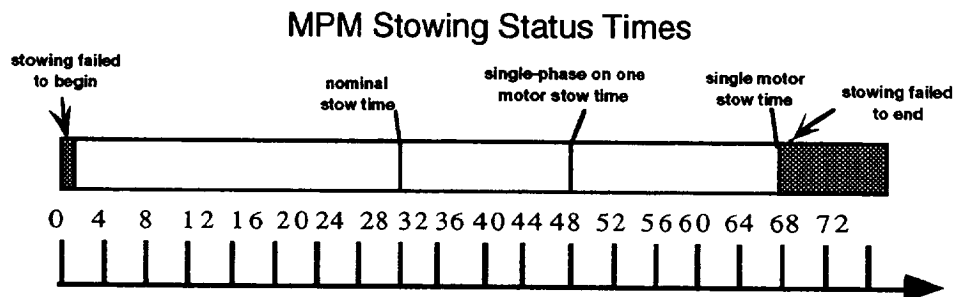 MPM Stowing Status Times
stowing failed
to begin
nominal
stow time
single-phase on one
motor stow time
single motor
stow time
stowing failed
to end
0 4 8 12 16 20 24 28 32 36 40 44 48 52 56 60 64 68 72